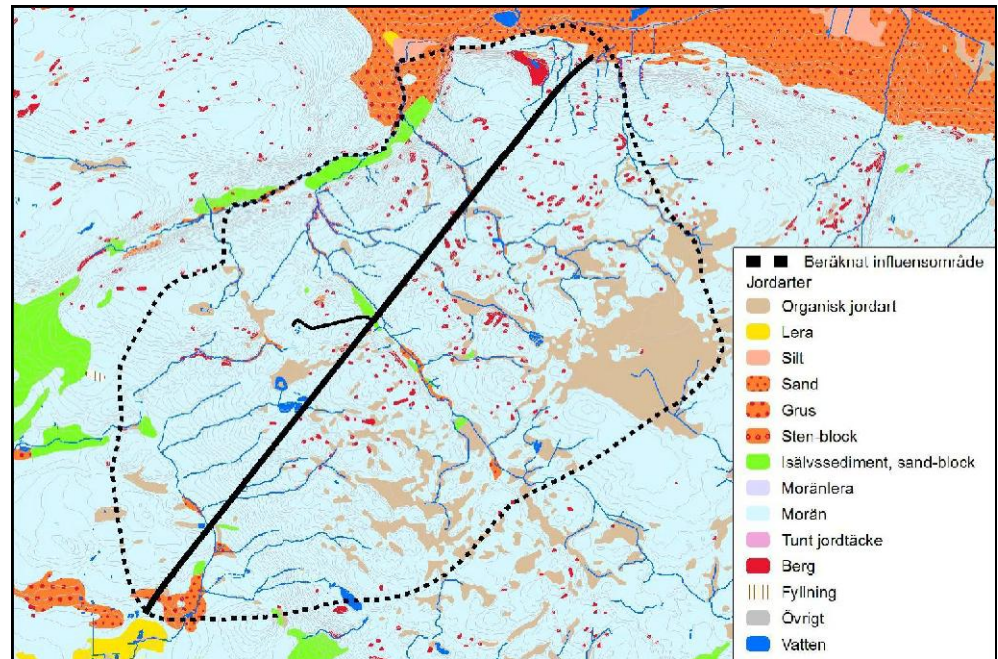 Beräknat influensområde
Jordarter
Organisk jordart
Lera
Silt
Sand
Grus
Sten-block
Isälvssediment, sand-block
Moränlera
Morän
Tunt jordtäcke
Berg
Fyllning
Övrigt
Vatten